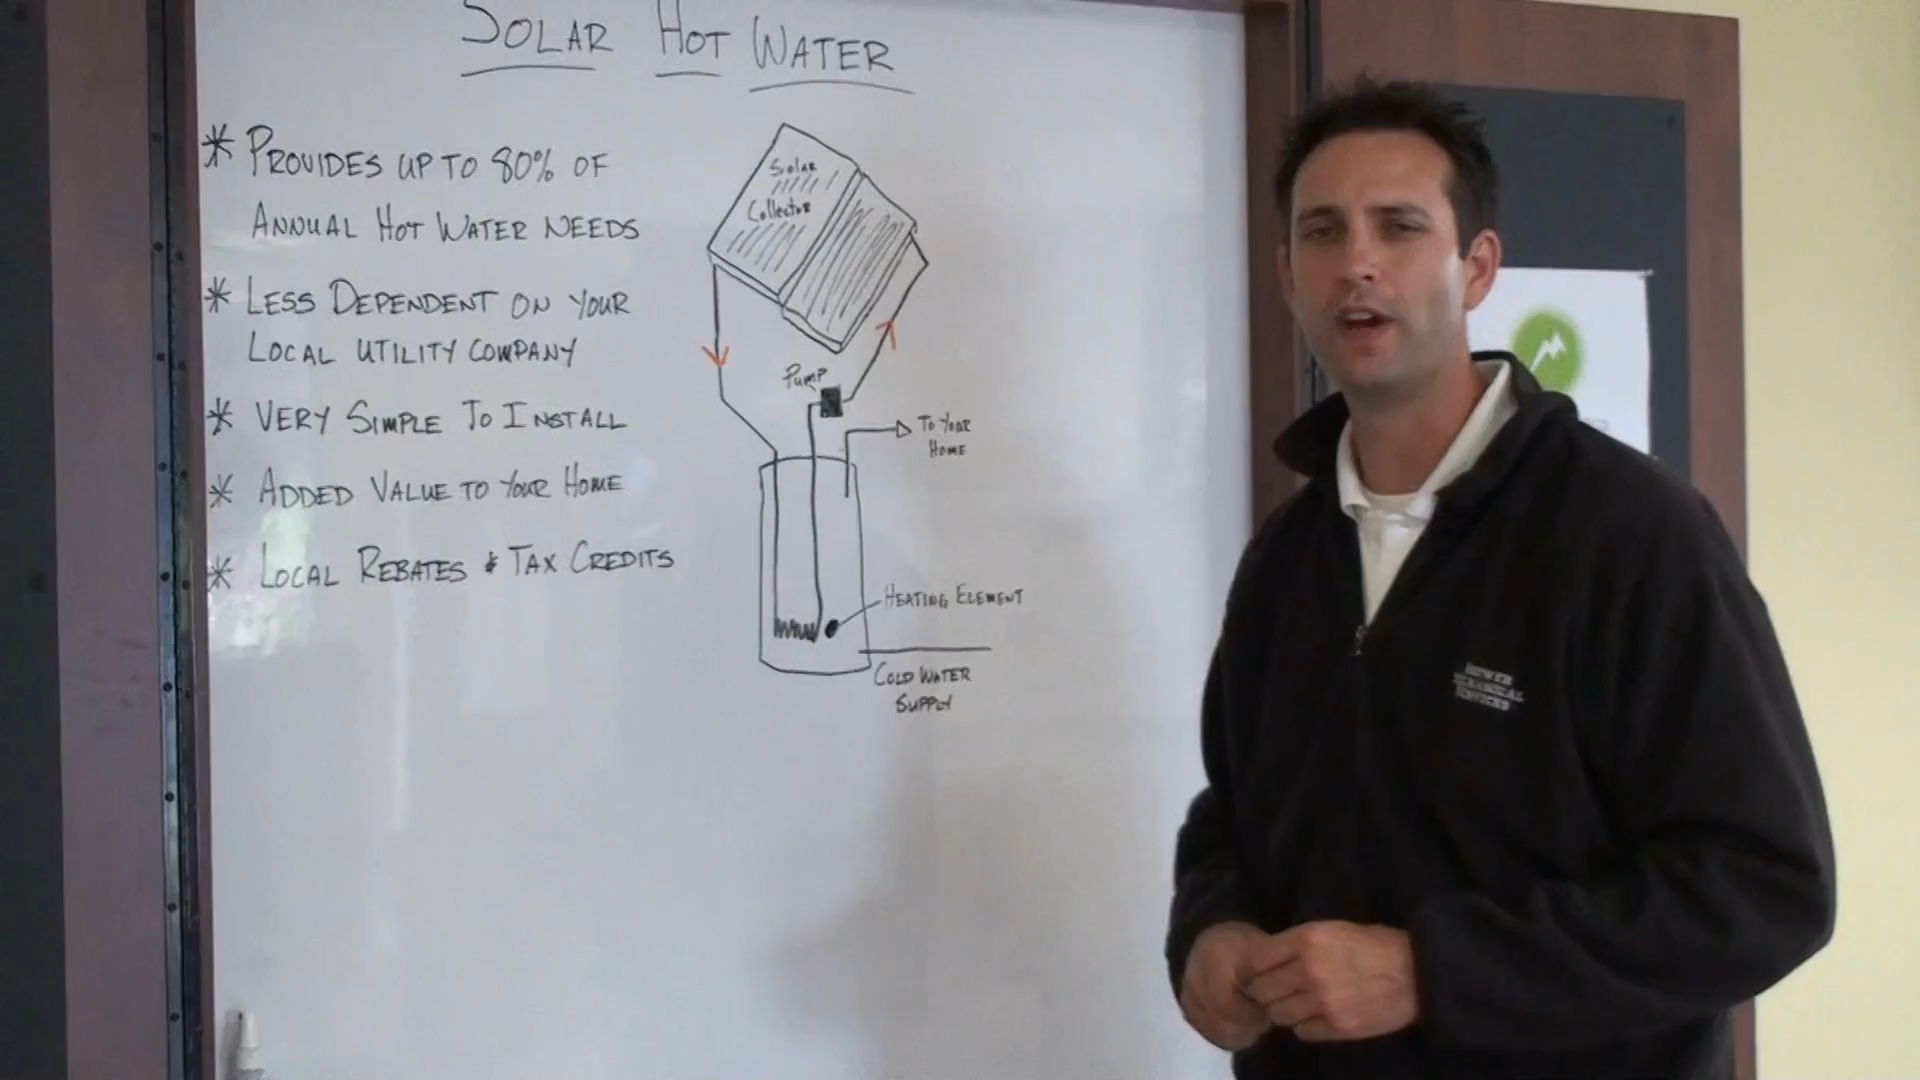 SOLAR HOT WATER
* PROVIDES UP TO 80% OF
ANNUAL HOT WATER NEEDS
* LESS DEPENDENT ON YOUR
LOCAL UTILITY COMPANY
* VERY SIMPLE TO INSTALL
* ADDED VALUE TO YOUR HOME
* LOCAL REBATES & TAX CREDITS
Solar
Collector
Pump
TO YOUR
HOME
HEATING ELEMENT
COLD WATER
SUPPLY